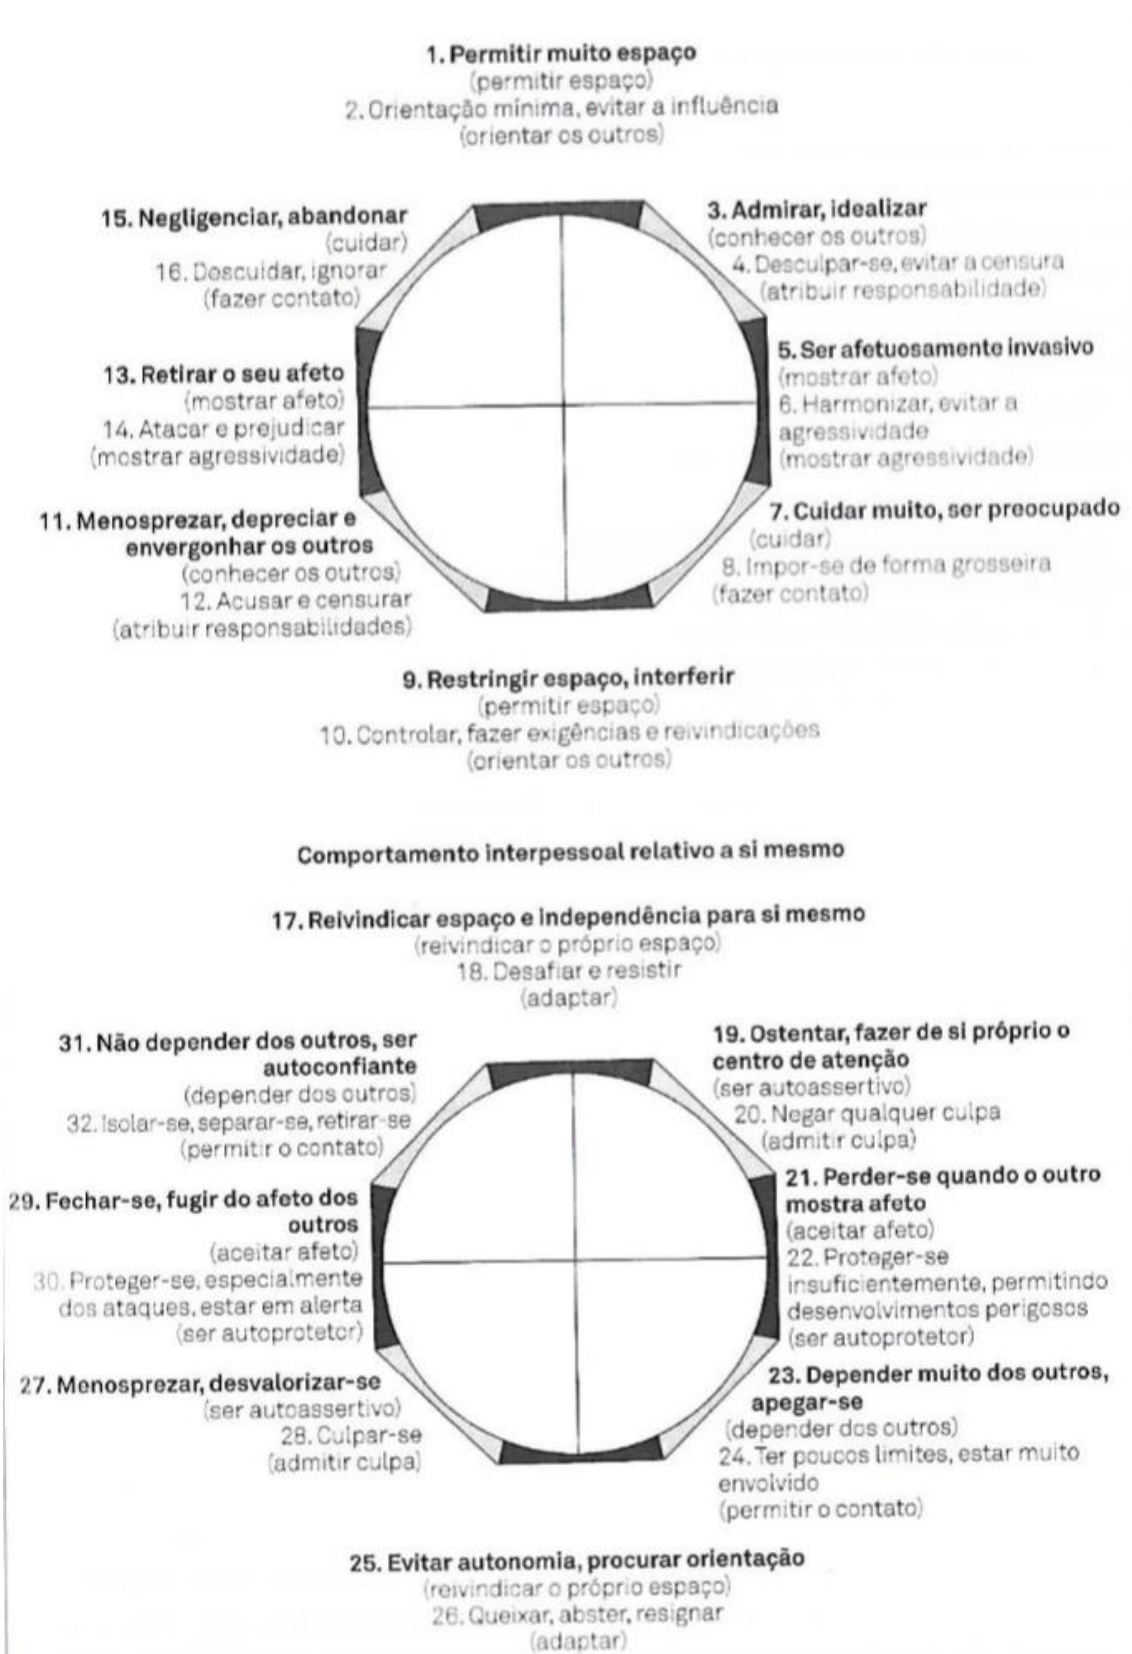 1. Permitir muito espaço
(permitir espaço)
2. Orientação mínima, evitar a influência
(orientar os outros)
15. Negligenciar, abandonar
(cuidar)
16. Descuidar, ignorar
(fazer contato)
3. Admirar, idealizar
(conhecer os outros)
4. Desculpar-se, evitar a censura
(atribuir responsabilidade)
13. Retirar o seu afeto
(mostrar afeto)
14. Atacar e prejudicar
(mostrar agressividade)
5. Ser afetuosamente invasivo
(mostrar afeto)
6. Harmonizar, evitar a
agressividade
(mostrar agressividade)
11. Menosprezar, depreciar e
envergonhar os outros
(conhecer os outros)
12. Acusar e censurar
(atribuir responsabilidades)
7. Cuidar muito, ser preocupado
(cuidar)
8. Impor-se de forma grosseira
(fazer contato)
9. Restringir espaço, interferir
(permitir espaço)
10. Controlar, fazer exigências e reivindicações
(orientar os outros)
Comportamento interpessoal relativo a si mesmo
17. Reivindicar espaço e independência para si mesmo
(reivindicar o próprio espaço)
18. Desafiar e resistir
(adaptar)
31. Não depender dos outros, ser
autoconfiante
(depender dos outros)
32. Isolar-se, separar-se, retirar-se
(permitir o contato)
19. Ostentar, fazer de si próprio o
centro de atenção
(ser autoassertivo)
20. Negar qualquer culpa
(admitir culpa)
29. Fechar-se, fugir do afeto dos
outros
(aceitar afeto)
30. Proteger-se, especialmente
dos ataques, estar em alerta
(ser autoprotetor)
21. Perder-se quando o outro
mostra afeto
(aceitar afeto)
22. Proteger-se
insuficientemente, permitindo
desenvolvimentos perigosos
(ser autoprotetor)
27. Menosprezar, desvalorizar-se
(ser autoassertivo)
28. Culpar-se
(admitir culpa)
23. Depender muito dos outros,
apegar-se
(depender dos outros)
24. Ter poucos limites, estar muito
envolvido
(permitir o contato)
25. Evitar autonomia, procurar orientação
(reivindicar o próprio espaço)
26. Queixar, abster, resignar
(adaptar)